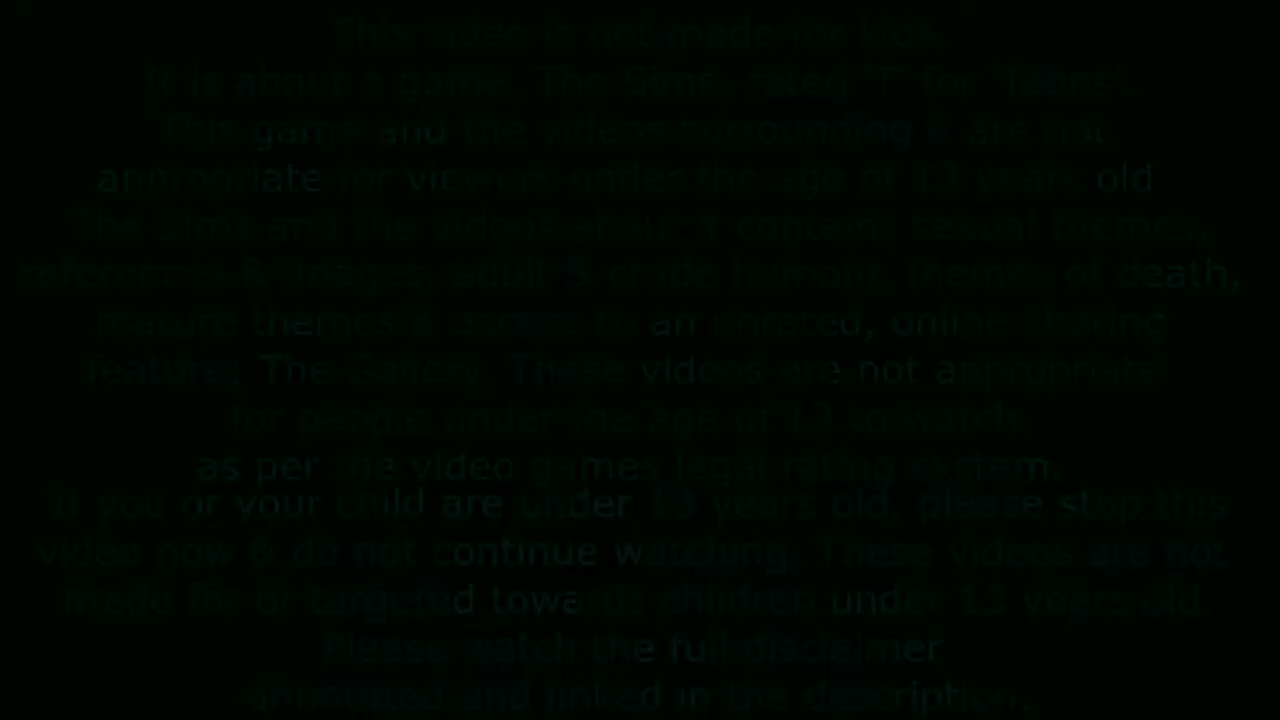 This video is not made for kids.
It is about a game, The Sims, rated 'T' for 'Teens'.
This game and the videos surrounding it are not
appropriate for viewers under the age of 13 years old
The Sims and the videos about it contain: sexual themes,
references & images, adult & crude humour, themes of death,
mature themes & access to an unrated, online sharing
feature; The Gallery. These videos are not appropriate
for people under the age of 13 to watch,
as per the video games legal rating system.
If you or your child are under 13 years old, please stop this
video now & do not continue watching. These videos are not
made for or targeted towards children under 13 years old.
Please watch the full disclaimer
annotated and linked in the description.